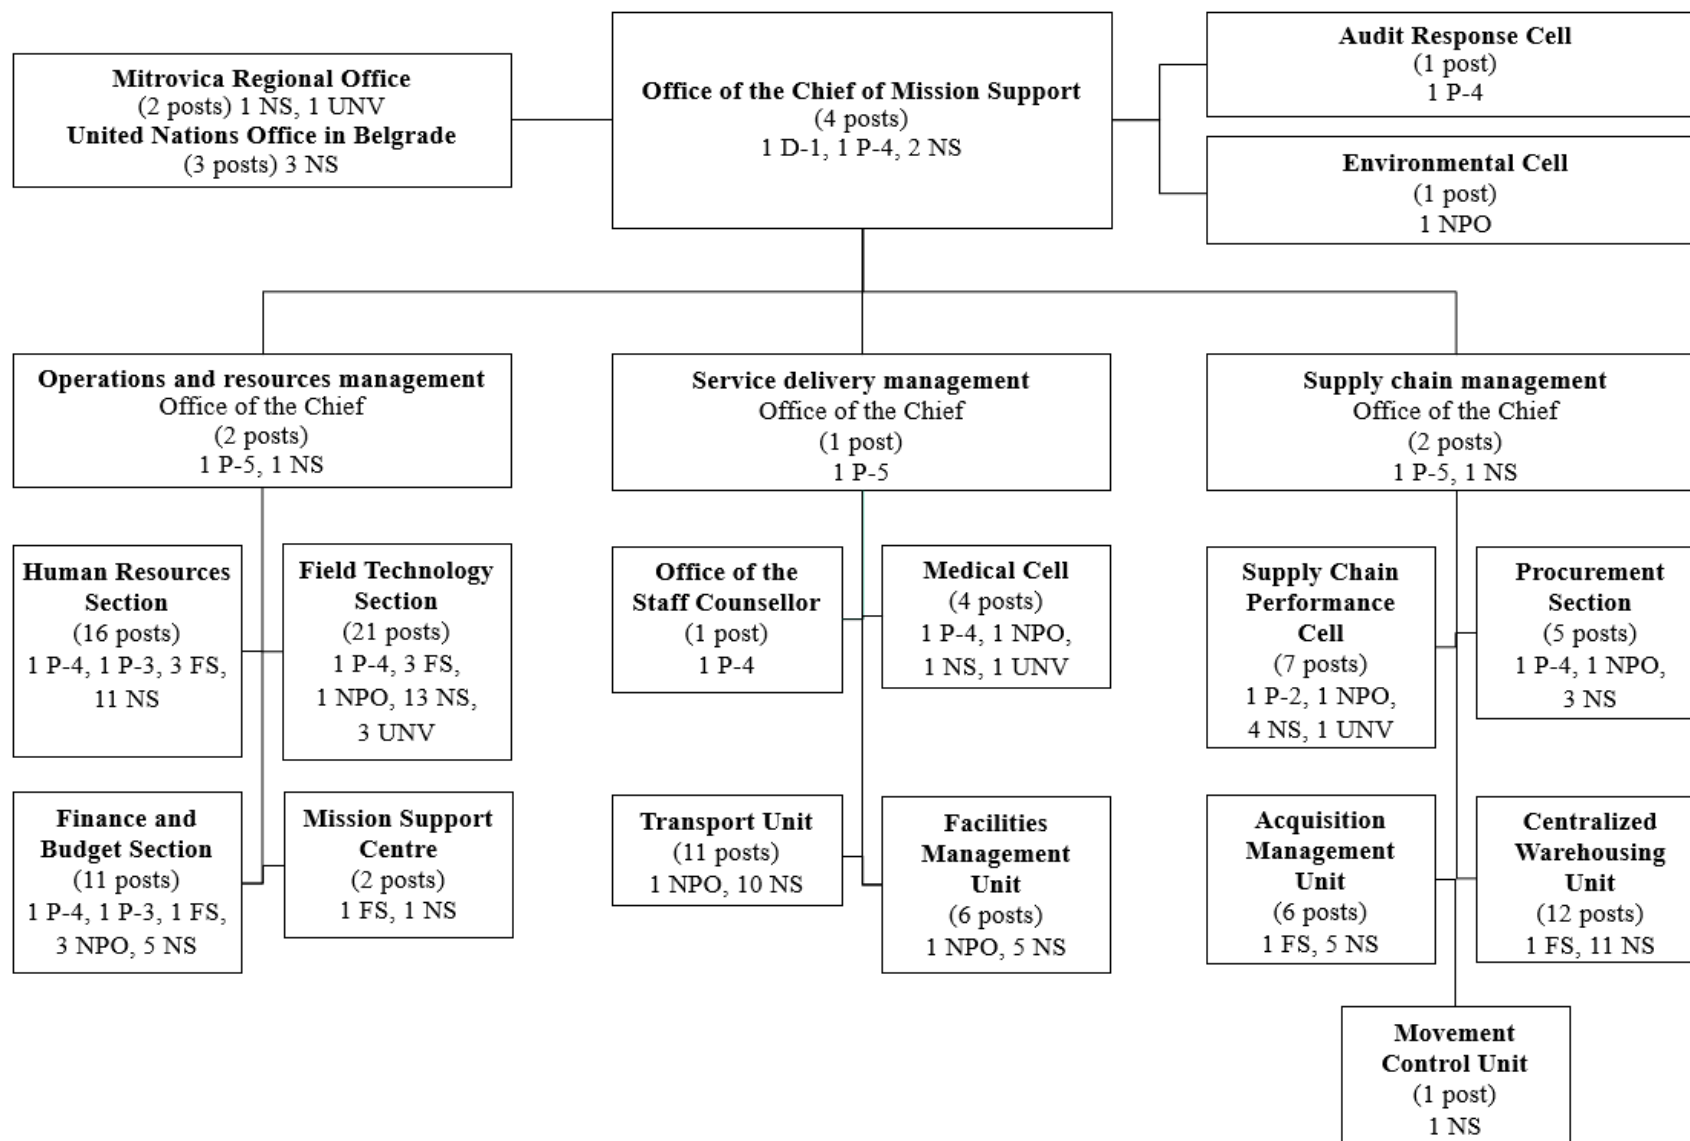 Mitrovica Regional Office
(2 posts) 1 NS, 1 UNV
United Nations Office in Belgrade
(3 posts) 3 NS
Office of the Chief of Mission Support
(4 posts)
1 D-1, 1 P-4, 2 NS
Audit Response Cell
(1 post)
1 P-4
Environmental Cell
(1 post)
1 NPO
Operations and resources management
Office of the Chief
(2 posts)
1 P-5, 1 NS
Service delivery management
Office of the Chief
(1 post)
1 P-5
Supply chain management
Office of the Chief
(2 posts)
1 P-5, 1 NS
Human Resources
Section
(16 posts)
1 P-4, 1 P-3, 3 FS,
11 NS
Field Technology
Section
(21 posts)
1 P-4, 3 FS,
1 NPO, 13 NS,
3 UNV
Office of the
Staff Counsellor
(1 post)
1 P-4
Medical Cell
(4 posts)
1 P-4, 1 NPO,
1 NS, 1 UNV
Supply Chain
Performance
Cell
(7 posts)
1 P-2, 1 NPO,
4 NS, 1 UNV
Procurement
Section
(5 posts)
1 P-4, 1 NPO,
3 NS
Finance and
Budget Section
(11 posts)
1 P-4, 1 P-3, 1 FS,
3 NPO, 5 NS
Mission Support
Centre
(2 posts)
1 FS, 1 NS
Transport Unit
(11 posts)
1 NPO, 10 NS
Facilities
Management
Unit
(6 posts)
1 NPO, 5 NS
Acquisition
Management
Unit
(6 posts)
1 FS, 5 NS
Centralized
Warehousing
Unit
(12 posts)
1 FS, 11 NS
Movement
Control Unit
(1 post)
1 NS